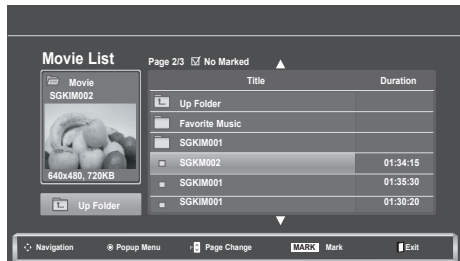 Movie List
Page 2/3 No Marked
Movie
SGKIM002
640x480, 720KB
Up Folder
Title Duration
Up Folder
Favorite Music
SGKIM001
SGKM002 01:34:15
SGKIM001 01:35:30
SGKIM001 01:30:20
Navigation Popup Menu Page Change MARK Mark Exit